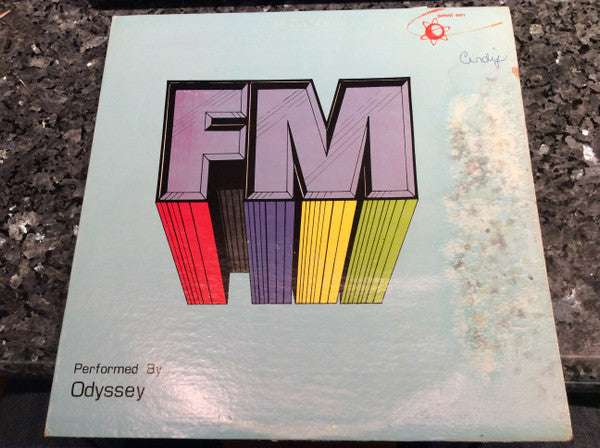 Cindy
FM
Performed By
Odyssey